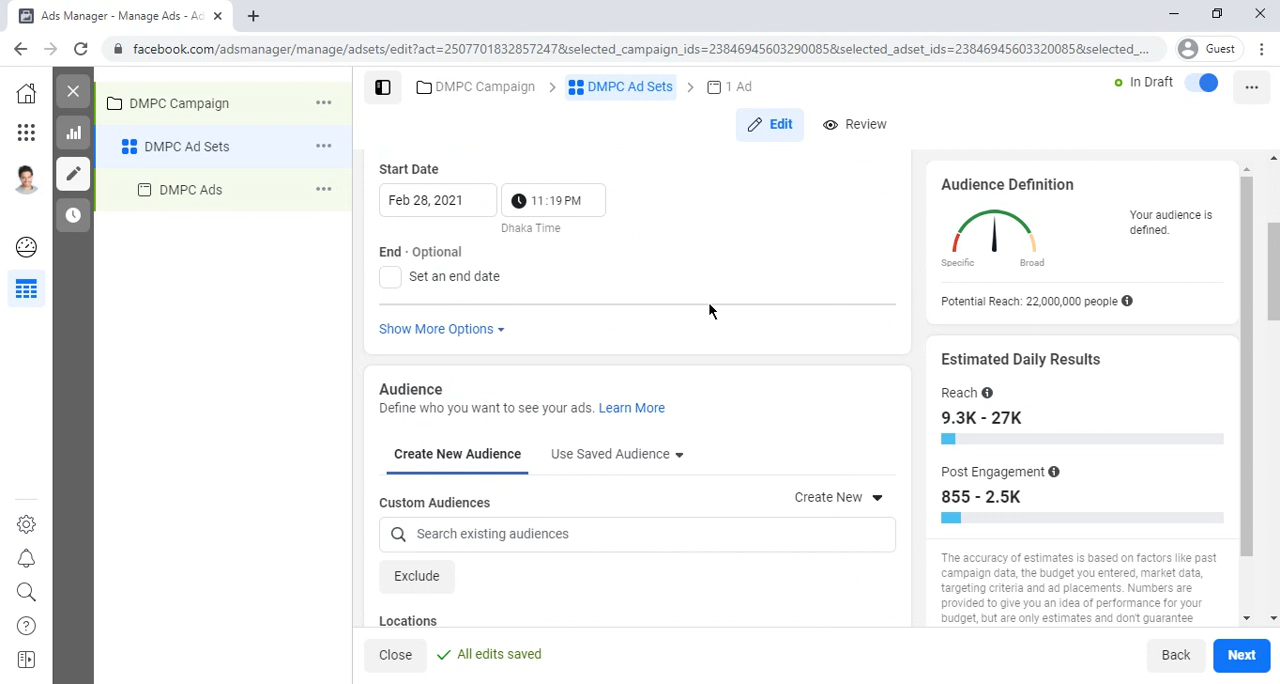 Ads Manager - Manage Ads - Ad
facebook.com/adsmanager/manage/adsets/edit?act=2507701832857247&selected_campaign_ids=23846945603290085&selected_adset_ids=23846945603320085&selected_...
Guest
DMPC Campaign
DMPC Ad Sets
DMPC Ads
DMPC Campaign
DMPC Ad Sets
1 Ad
In Draft
Edit
Review
Start Date
Feb 28, 2021
11:19 PM
Dhaka Time
End · Optional
Set an end date
Show More Options
Audience
Define who you want to see your ads. Learn More
Create New Audience
Use Saved Audience
Custom Audiences
Create New
Search existing audiences
Exclude
Locations
Audience Definition
Your audience is
defined.
Specific
Broad
Potential Reach: 22,000,000 people
Estimated Daily Results
Reach
9.3K - 27K
Post Engagement
855 - 2.5K
The accuracy of estimates is based on factors like past
campaign data, the budget you entered, market data,
targeting criteria and ad placements. Numbers are
provided to give you an idea of performance for your
budget, but are only estimates and don't guarantee
Close
All edits saved
Back
Next